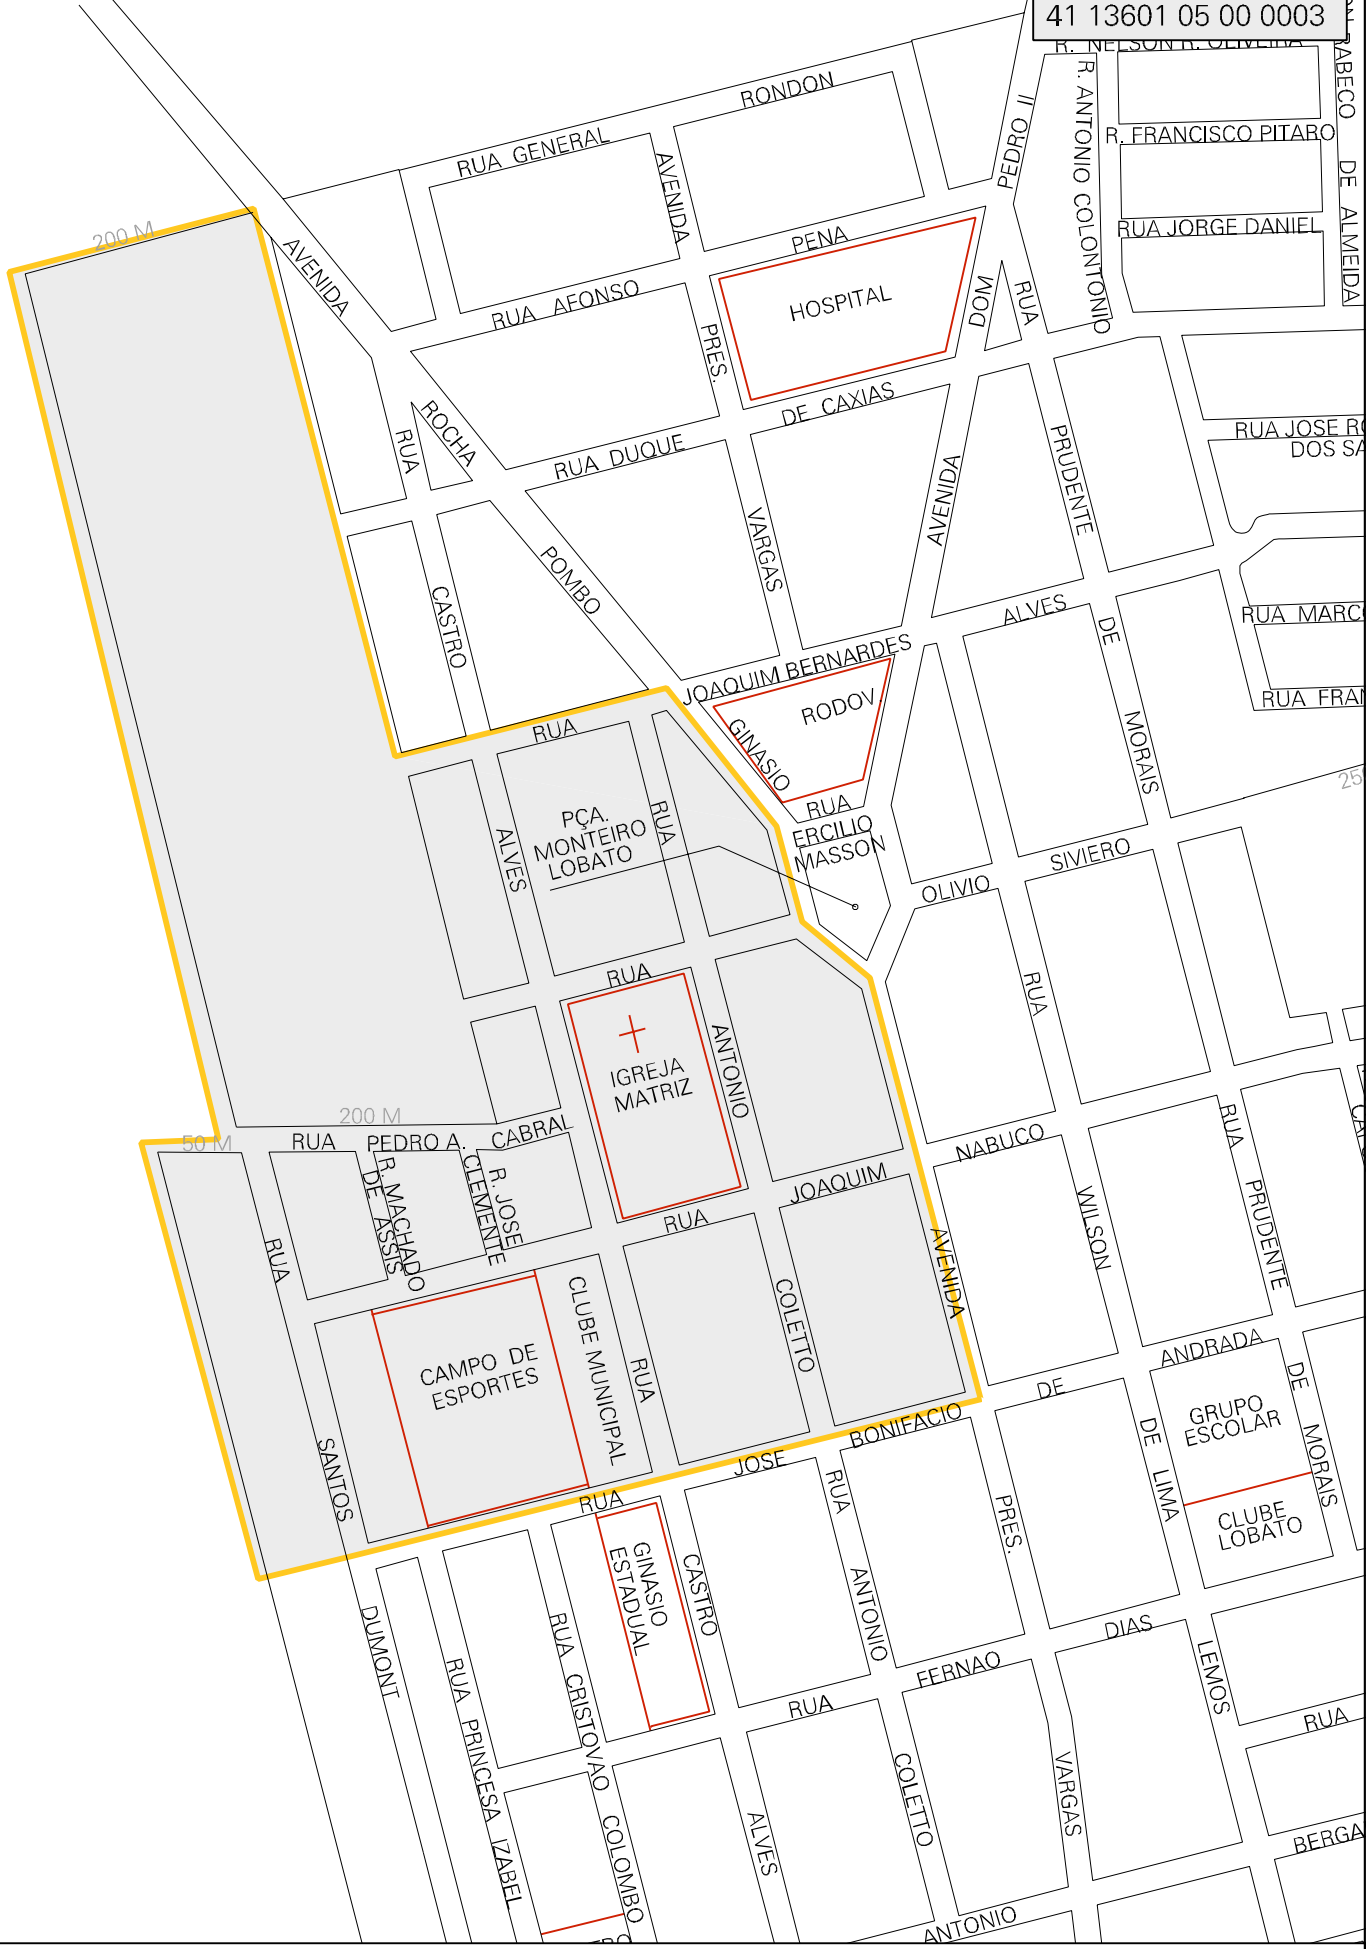 41 13601 05 00 0003
R. NELSON R. OLIVEIRA
RABECO DE ALMEIDA
R. ANTONIO COLONTONIO
R. FRANCISCO PITARO
RUA JORGE DANIEL
RUA GENERAL RONDON
PEDRO II
AVENIDA
200 M
AVENIDA
RUA AFONSO PENA
HOSPITAL
DOM
RUA
PRES.
RUA DUQUE DE CAXIAS
ROCHA
RUA
AVENIDA
PRUDENTE
RUA JOSE RO
DOS SA
VARGAS
POMBO
CASTRO
ALVES
DE
RUA MARCO
RUA FRAN
JOAQUIM BERNARDES
RODOV.
GINASIO
RUA
ERCILIO
MASSON
MORAIS
25
RUA
PÇA.
MONTEIRO
LOBATO
RUA
ALVES
OLIVIO SIVIERO
RUA
RUA
IGREJA
MATRIZ
ANTONIO
200 M
50 M
RUA PEDRO A. CABRAL
R. MACHADO
DE ASSIS
R. JOSE
CLEMENTE
RUA
RUA JOAQUIM NABUCO
WILSON
RUA
PRUDENTE
AVENIDA
COLETTO
CLUBE MUNICIPAL
RUA
CAMPO DE
ESPORTES
SANTOS
RUA JOSE BONIFACIO DE ANDRADA
GRUPO
ESCOLAR
DE
MORAIS
CLUBE
LOBATO
DE LIMA
PRES.
RUA
ANTONIO
GINASIO
ESTADUAL
CASTRO
DUMONT
RUA PRINCESA IZABEL
RUA CRISTOVAO COLOMBO
RUA FERNAO DIAS
LEMOS
RUA
COLETTO
VARGAS
ALVES
BERGA
ANTONIO